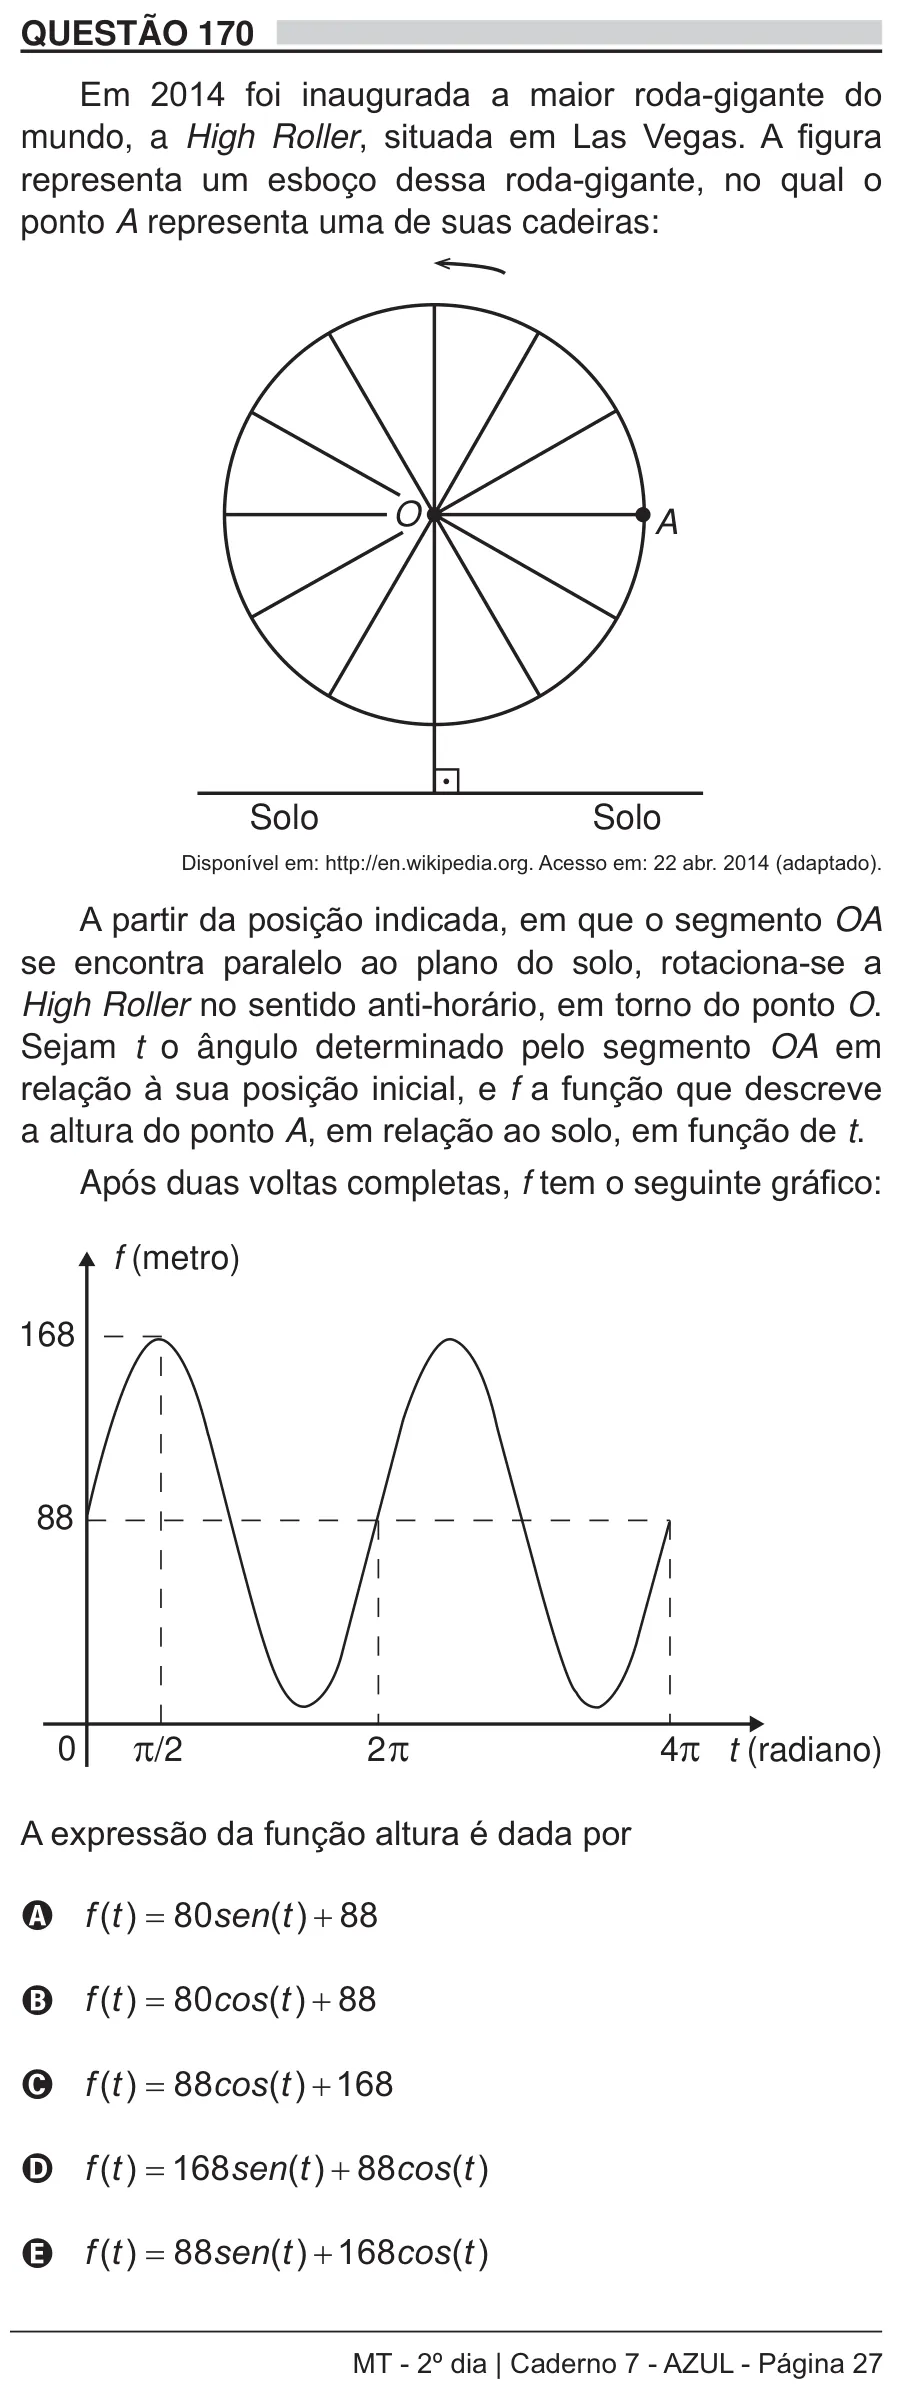 QUESTÃO 170
Em 2014 foi inaugurada a maior roda-gigante do
mundo, a High Roller, situada em Las Vegas. A figura
representa um esboço dessa roda-gigante, no qual o
ponto A representa uma de suas cadeiras:
O
A
Solo
Solo
Disponível em: http://en.wikipedia.org. Acesso em: 22 abr. 2014 (adaptado).
A partir da posição indicada, em que o segmento OA
se encontra paralelo ao plano do solo, rotaciona-se a
High Roller no sentido anti-horário, em torno do ponto O.
Sejam t o ângulo determinado pelo segmento OA em
relação à sua posição inicial, e f a função que descreve
a altura do ponto A, em relação ao solo, em função de t.
Após duas voltas completas, f tem o seguinte gráfico:
f (metro)
168
88
0 π/2 2π 4π t (radiano)
A expressão da função altura é dada por
A f(t) = 80sen(t) + 88
B f(t) = 80cos(t) + 88
C f(t) = 88cos(t) + 168
D f(t) = 168sen(t) + 88cos(t)
E f(t) = 88sen(t) + 168cos(t)
MT - 2º dia | Caderno 7 - AZUL - Página 27